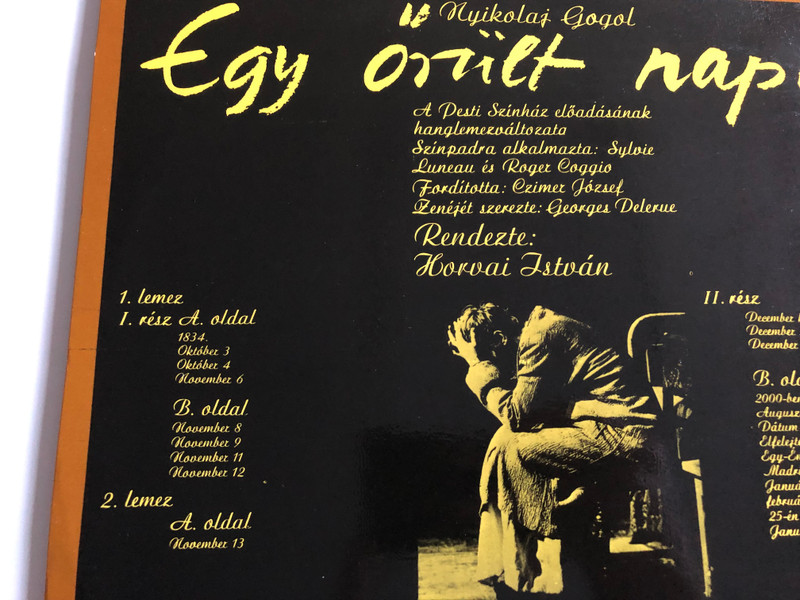 Nyikolaj Gogol
Egy őrült nap
A Pesti Színház előadásának
hanglemezváltozata
Színpadra alkalmazta: Sylvie
Luneau és Roger Coggio
Fordította: Czimer József
Zenéjét szerezte: Georges Delerue
Rendezte:
Horvai István
1. lemez
I. rész A. oldal
1834.
Október 3
Október 4
November 6
B. oldal
November 8
November 9
November 11
November 12
2. lemez
A. oldal
November 13
II. rész
December
December
December
B. old
2000-ben
Augusz
Dátum
Elfelejt
Egy-En
Madr
Januá
februá
25-én
Janu